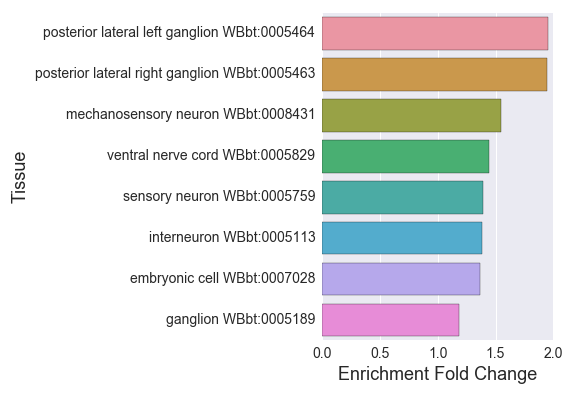 posterior lateral left ganglion WBbt:0005464
posterior lateral right ganglion WBbt:0005463
mechanosensory neuron WBbt:0008431
ventral nerve cord WBbt:0005829
sensory neuron WBbt:0005759
interneuron WBbt:0005113
embryonic cell WBbt:0007028
ganglion WBbt:0005189
Tissue
0.0 0.5 1.0 1.5 2.0
Enrichment Fold Change